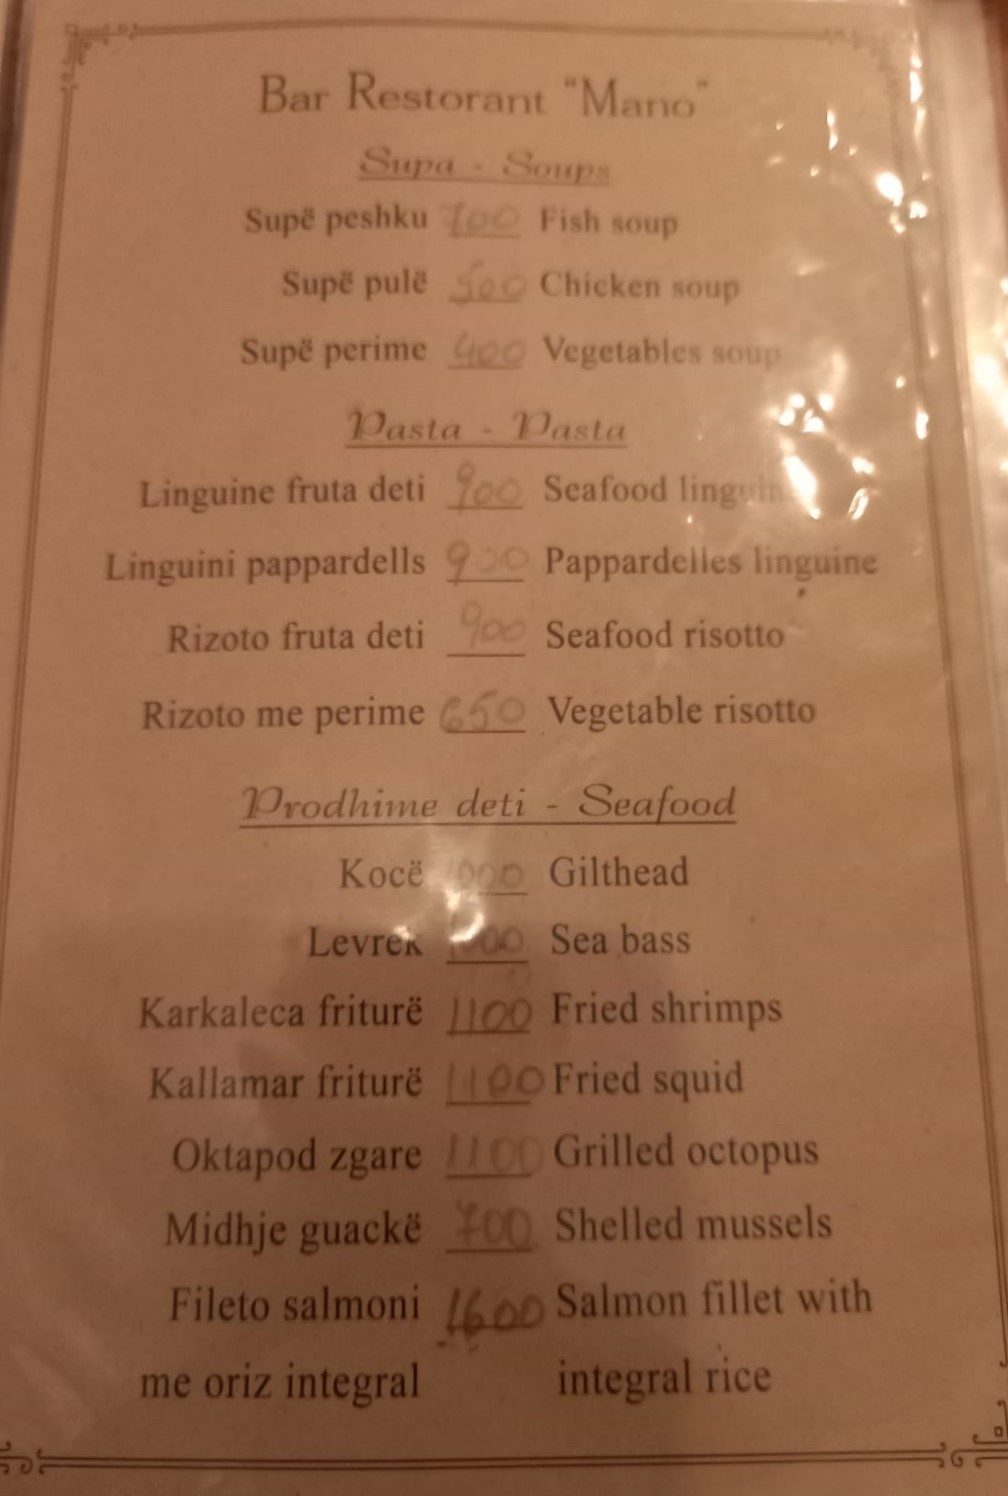 Bar Restorant "Mano"
Supa - Soups
Supë peshku 700 Fish soup
Supë pulë 500 Chicken soup
Supë perime 400 Vegetables soup
Pasta - Pasta
Linguine fruta deti 900 Seafood
Linguini pappardells 900 Pappardelles linguine
Rizoto fruta deti 900 Seafood risotto
Rizoto me perime 650 Vegetable risotto
Prodhime deti - Seafood
Kocë Gilthead
Levrek Sea bass
Karkaleca friturë 1100 Fried shrimps
Kallamar friturë 1100 Fried squid
Oktapod zgare 1100 Grilled octopus
Midhje guackë 700 Shelled mussels
Fileto salmoni 1600 Salmon fillet with
me oriz integral integral rice